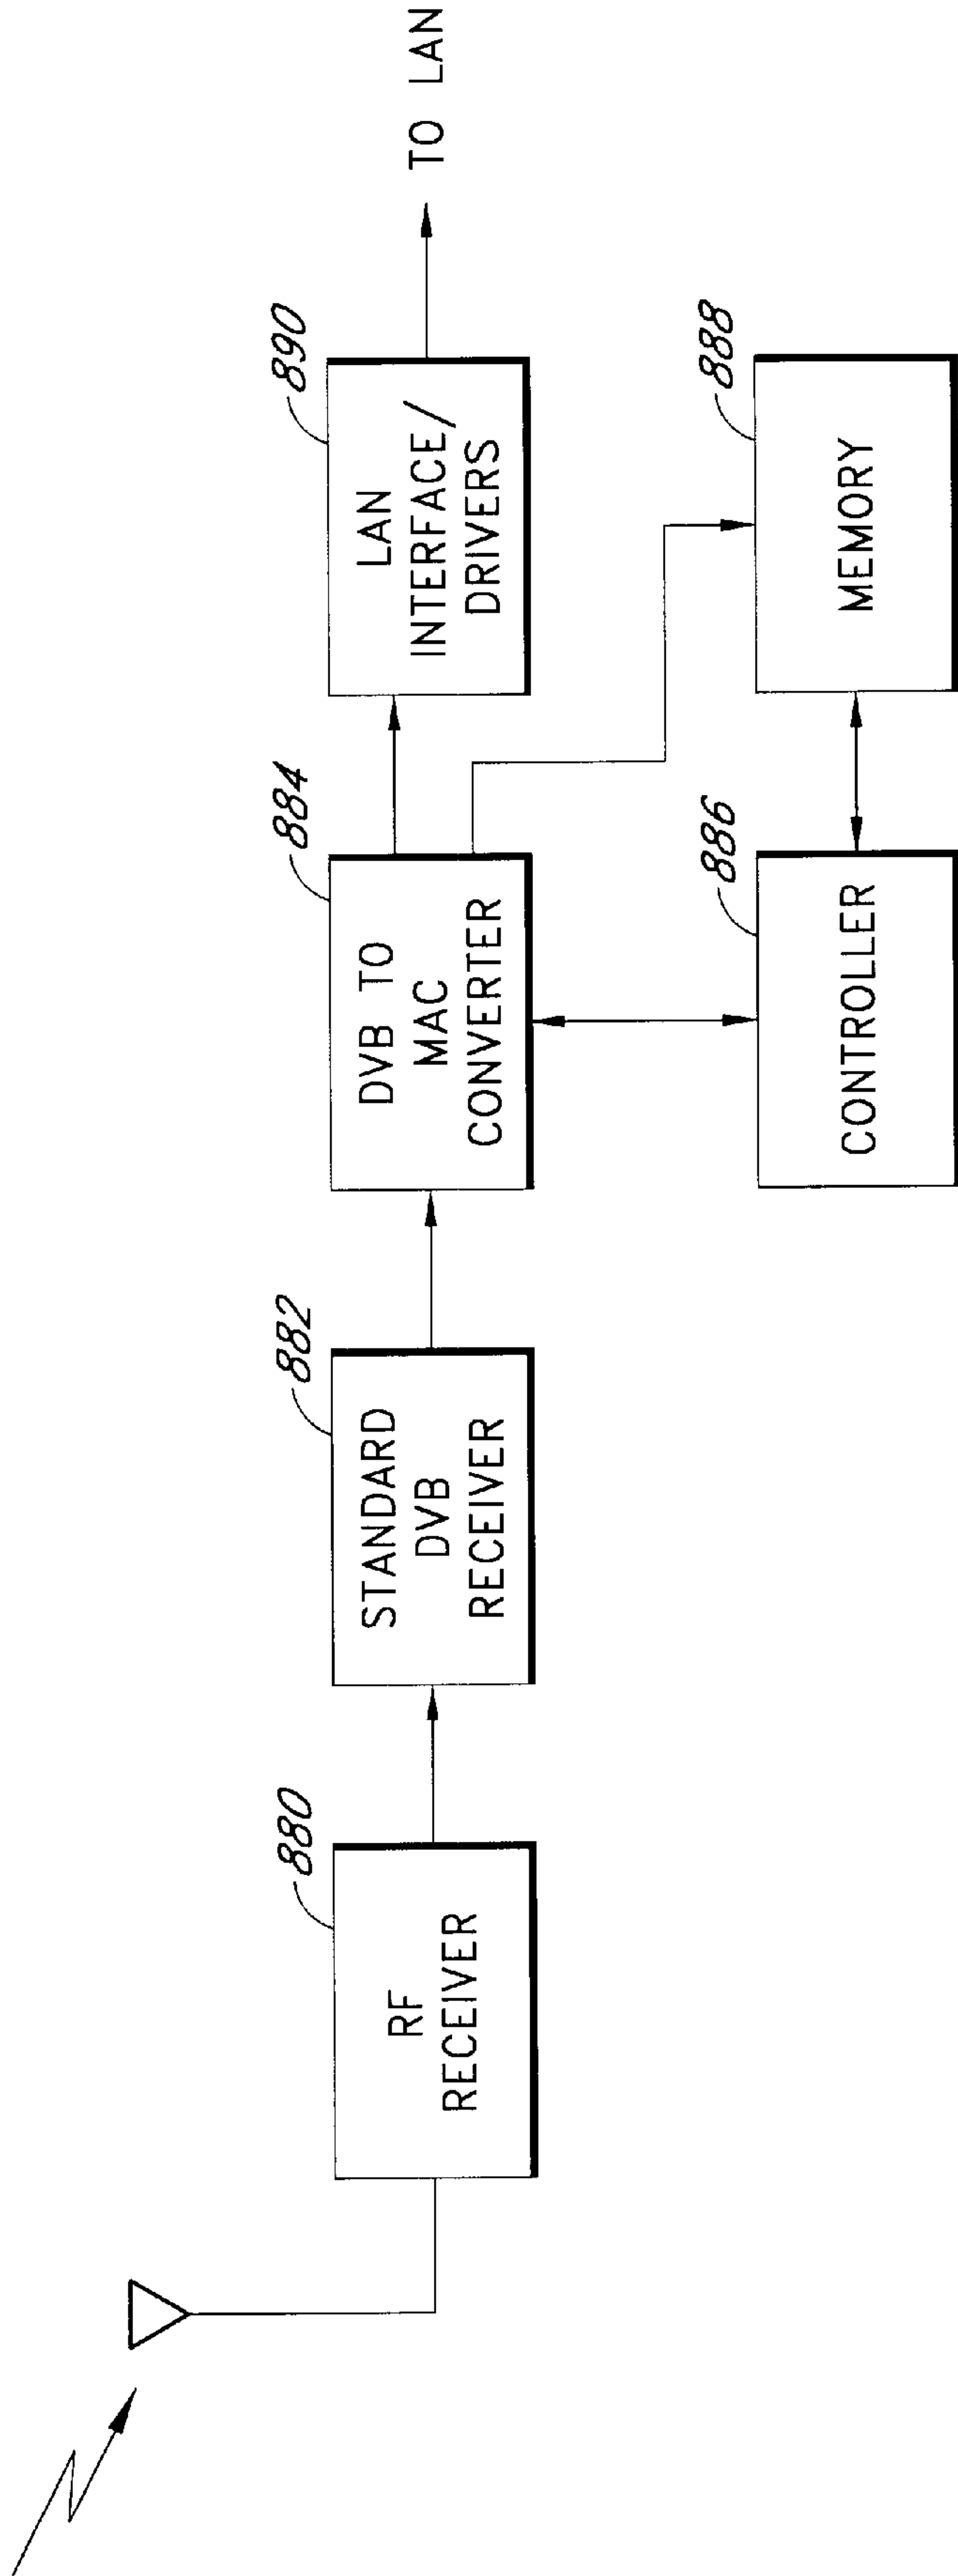 880
RF
RECEIVER
882
STANDARD
DVB
RECEIVER
884
DVB TO
MAC
CONVERTER
890
LAN
INTERFACE/
DRIVERS
TO LAN
886
CONTROLLER
888
MEMORY